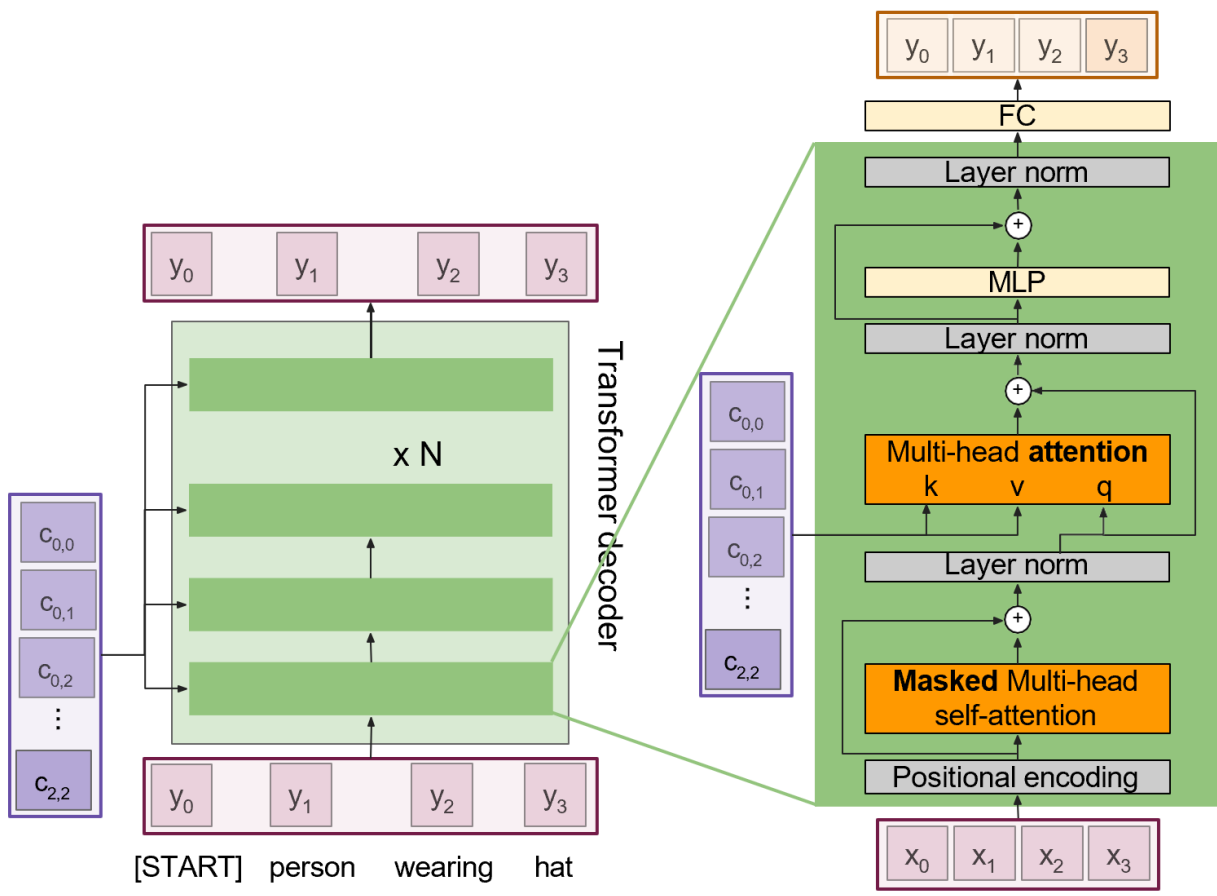 y0 y1 y2 y3
FC
Layer norm
+
MLP
Layer norm
+
Multi-head attention
k v q
Layer norm
+
Masked Multi-head
self-attention
Positional encoding
x0 x1 x2 x3
c0,0
c0,1
c0,2
⋮
c2,2
y0 y1 y2 y3
x N
Transformer decoder
c0,0
c0,1
c0,2
⋮
c2,2
y0 y1 y2 y3
[START] person wearing hat